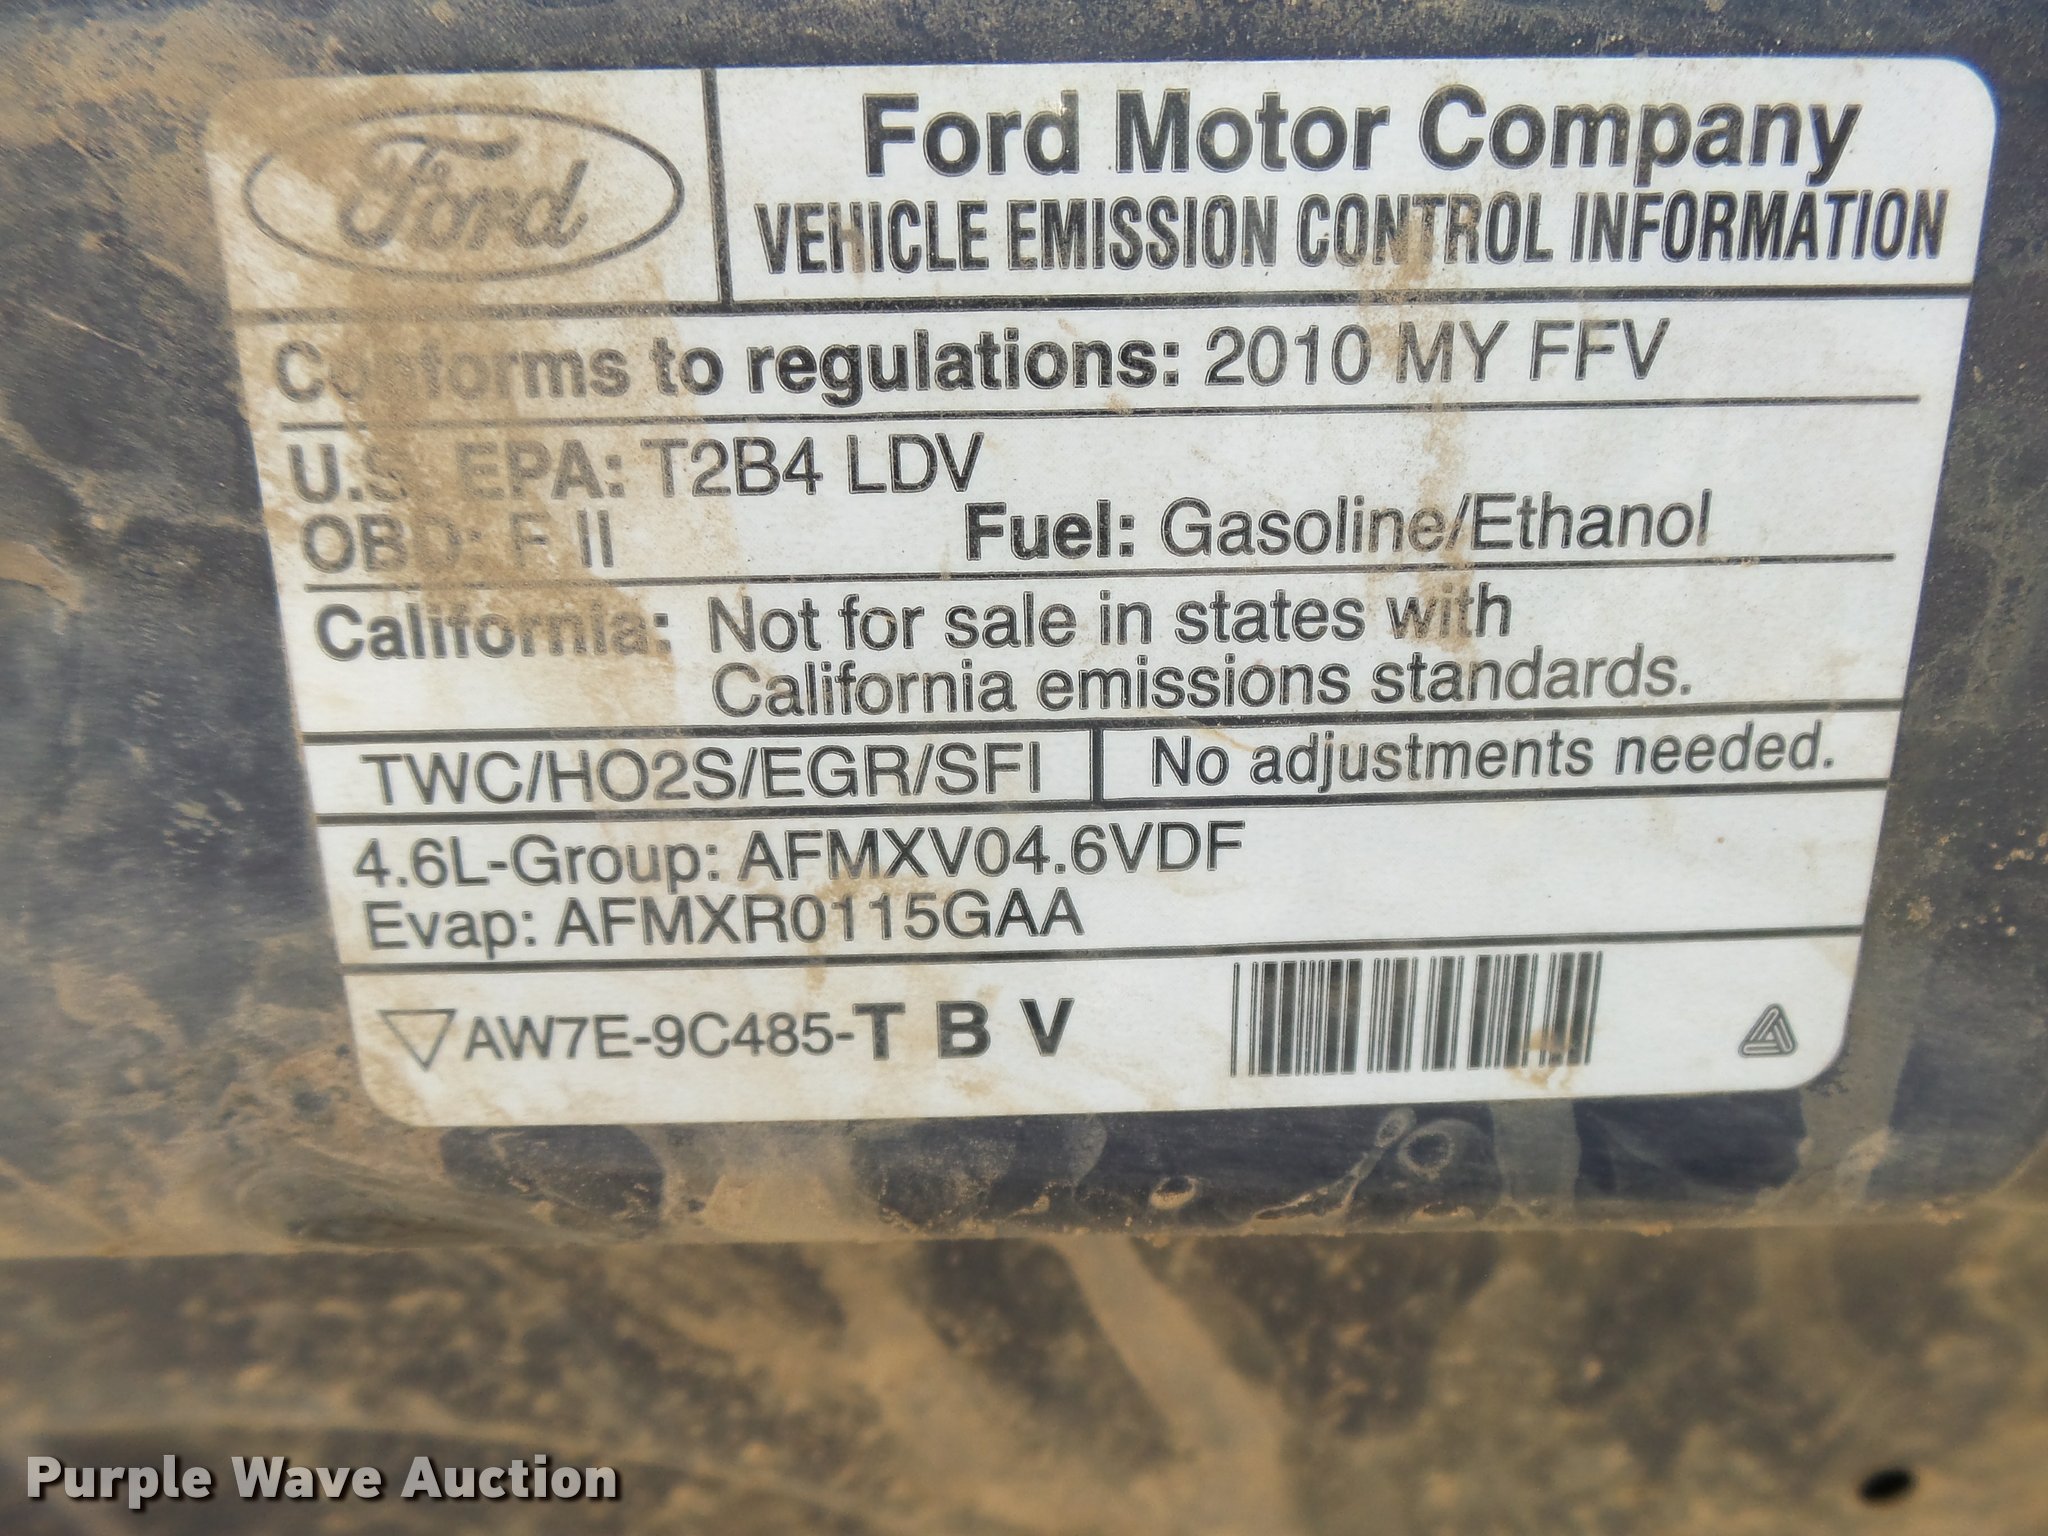 Ford
Ford Motor Company
VEHICLE EMISSION CONTROL INFORMATION
Conforms to regulations: 2010 MY FFV
U.S. EPA: T2B4 LDV
OBD: F II Fuel: Gasoline/Ethanol
California: Not for sale in states with
California emissions standards.
TWC/HO2S/EGR/SFI No adjustments needed.
4.6L-Group: AFMXV04.6VDF
Evap: AFMXR0115GAA
AW7E-9C485-T B V
Purple Wave Auction